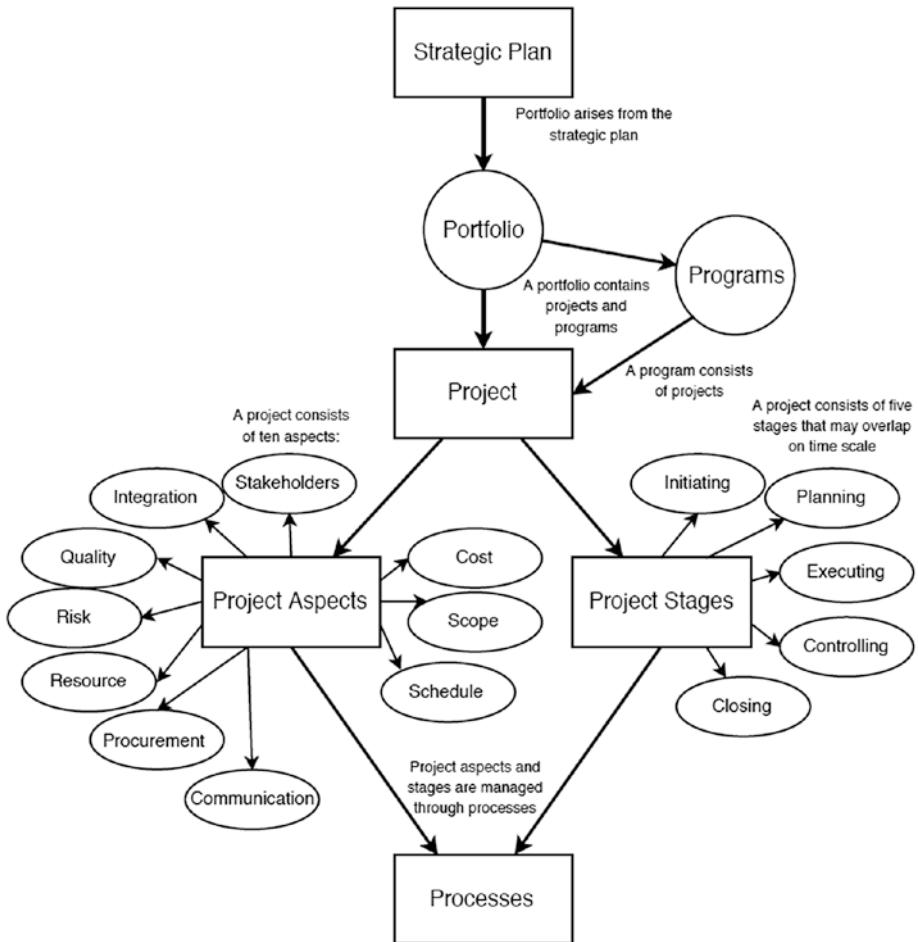 Strategic Plan
Portfolio arises from the
strategic plan
Portfolio
Programs
A portfolio contains
projects and
programs
Project
A program consists
of projects
A project consists
of ten aspects:
A project consists of five
stages that may overlap
on time scale
Integration
Stakeholders
Quality
Risk
Resource
Procurement
Communication
Project Aspects
Cost
Scope
Schedule
Initiating
Planning
Executing
Controlling
Closing
Project Stages
Project aspects and
stages are managed
through processes
Processes